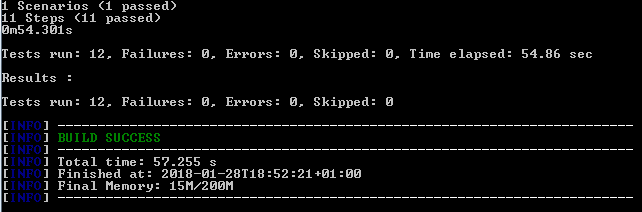 1 Scenarios (1 passed)
11 Steps (11 passed)
0m54.301s
Tests run: 12, Failures: 0, Errors: 0, Skipped: 0, Time elapsed: 54.86 sec
Results :
Tests run: 12, Failures: 0, Errors: 0, Skipped: 0
[INFO] ------------------------------------------------------------------------
[INFO] BUILD SUCCESS
[INFO] ------------------------------------------------------------------------
[INFO] Total time: 57.255 s
[INFO] Finished at: 2018-01-28T18:52:21+01:00
[INFO] Final Memory: 15M/200M
[INFO] ------------------------------------------------------------------------